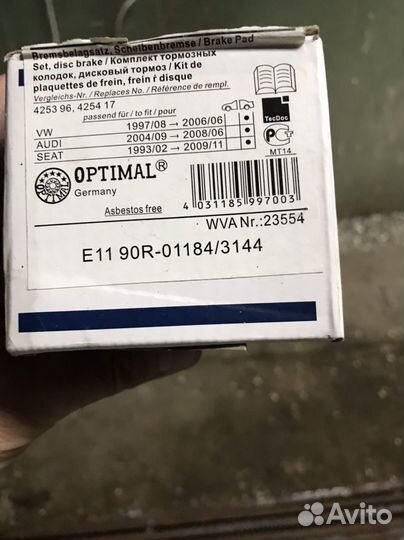 Bremsbelagsatz, Scheibenbremse / Brake Pad
Set, disc brake / Комплект тормозных
колодок, дисковый тормоз / Kit de
plaquettes de frein, frein à disque
Vergleichs-Nr. / Replaces No. / Référence de rempl.
4253 96, 4254 17
passend für / to fit / pour
VW 1997/08 → 2006/06 •
AUDI 2004/09 → 2008/06 •
SEAT 1993/02 → 2009/11 •
TecDoc
РСТ
MT14
OPTIMAL®
Germany
OPTIMAL
Asbestos free
4 031185 997003
WVA Nr.:23554
E11 90R-01184/3144
Avito